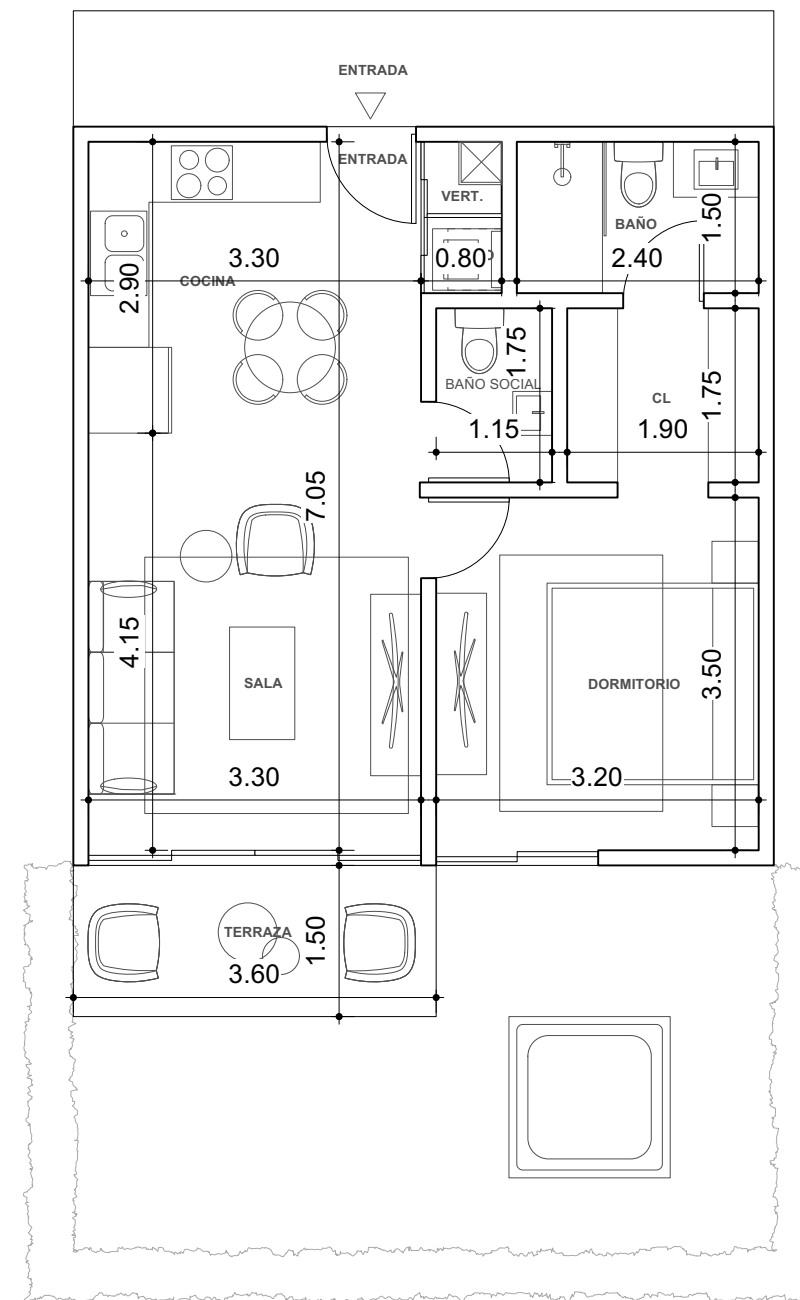 ENTRADA
ENTRADA
VERT.
BAÑO
1.50
3.30
0.80
2.40
COCINA
2.90
1.75
BAÑO SOCIAL
1.75
CL
1.15
1.90
7.05
4.15
SALA
DORMITORIO
3.50
3.30
3.20
TERRAZA
1.50
3.60